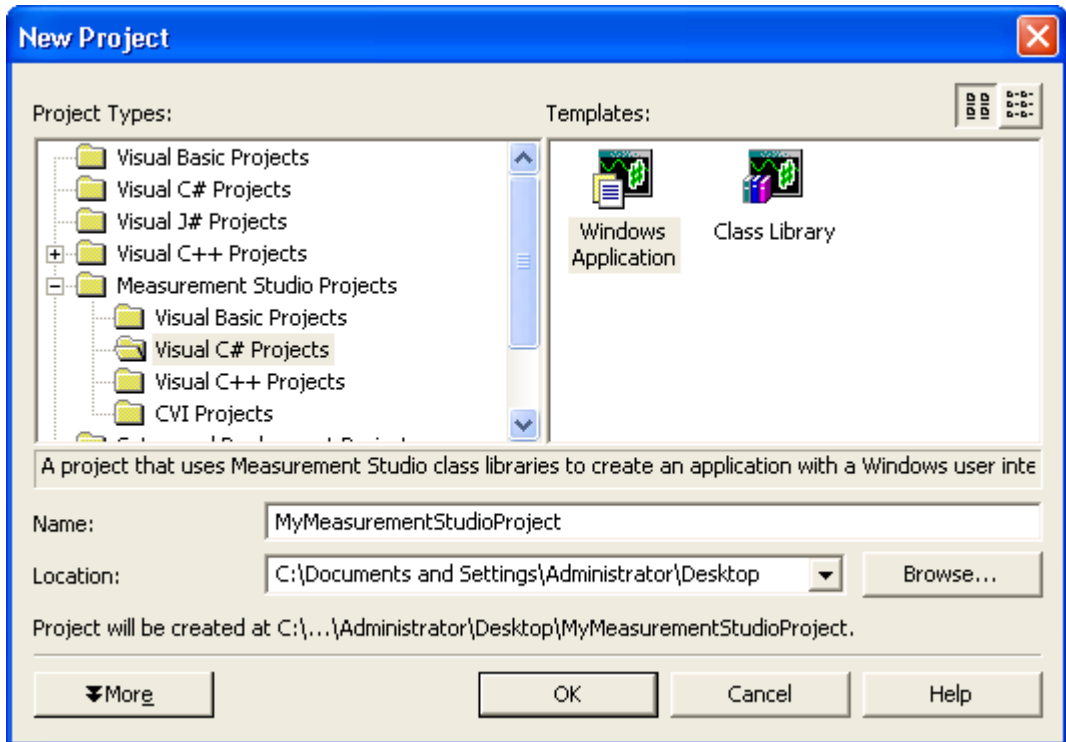 New Project
Project Types:
Templates:
Visual Basic Projects
Visual C# Projects
Visual J# Projects
Visual C++ Projects
Measurement Studio Projects
Visual Basic Projects
Visual C# Projects
Visual C++ Projects
CVI Projects
Windows
Application
Class Library
A project that uses Measurement Studio class libraries to create an application with a Windows user inte
Name:
MyMeasurementStudioProject
Location:
C:\Documents and Settings\Administrator\Desktop
Browse...
Project will be created at C:\...\Administrator\Desktop\MyMeasurementStudioProject.
More
OK
Cancel
Help